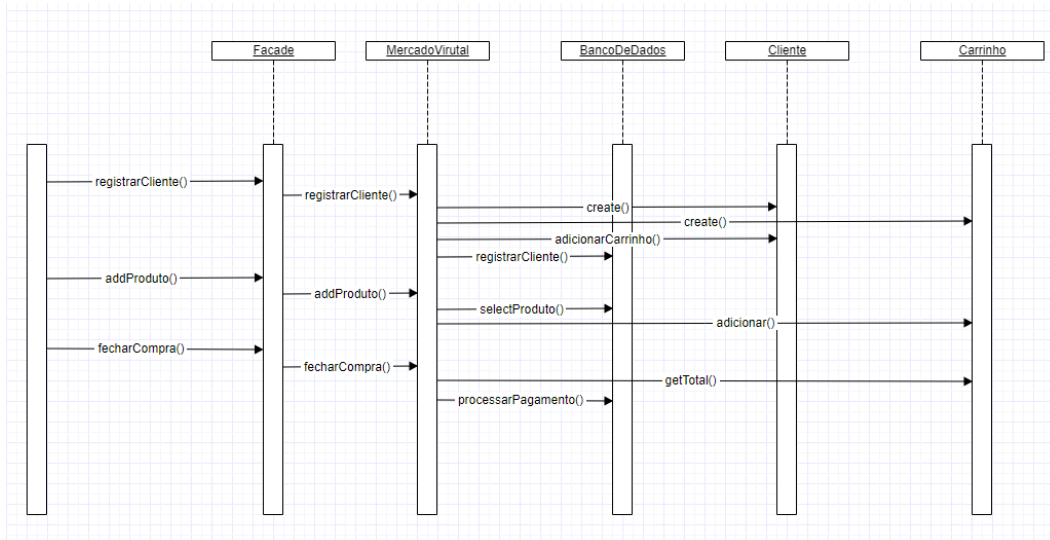 Facade
MercadoVirutal
BancoDeDados
Cliente
Carrinho
registrarCliente()
registrarCliente()
create()
create()
adicionarCarrinho()
registrarCliente()
addProduto()
addProduto()
selectProduto()
adicionar()
fecharCompra()
fecharCompra()
getTotal()
processarPagamento()